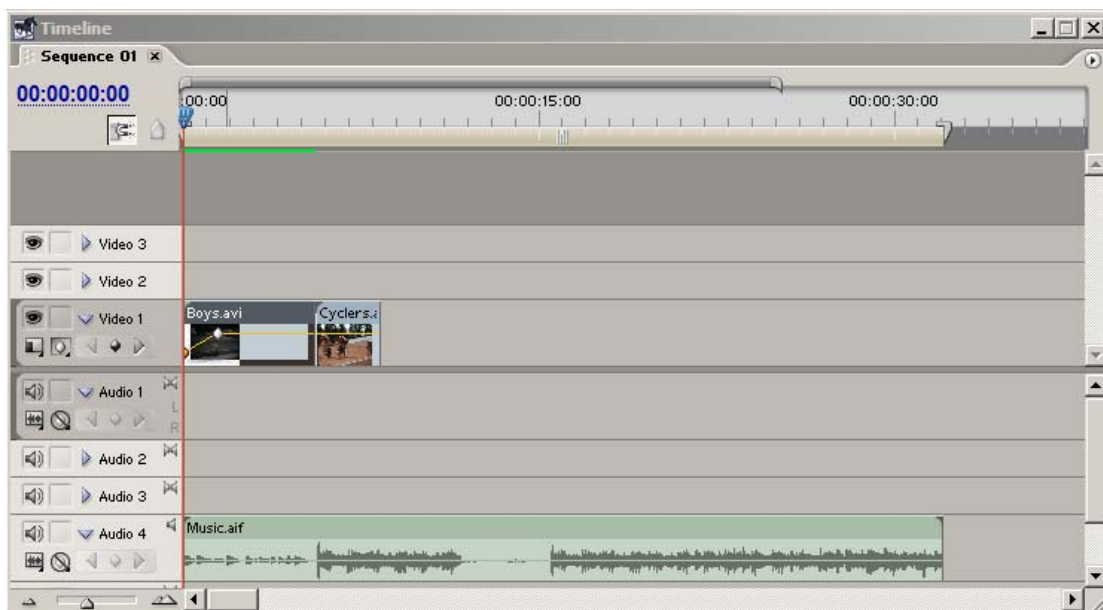 Timeline
Sequence 01
00:00:00:00
:00:00
00:00:15:00
00:00:30:00
Video 3
Video 2
Video 1
Boys.avi
Cyclers.a
Audio 1
L
R
Audio 2
Audio 3
Audio 4
Music.aif